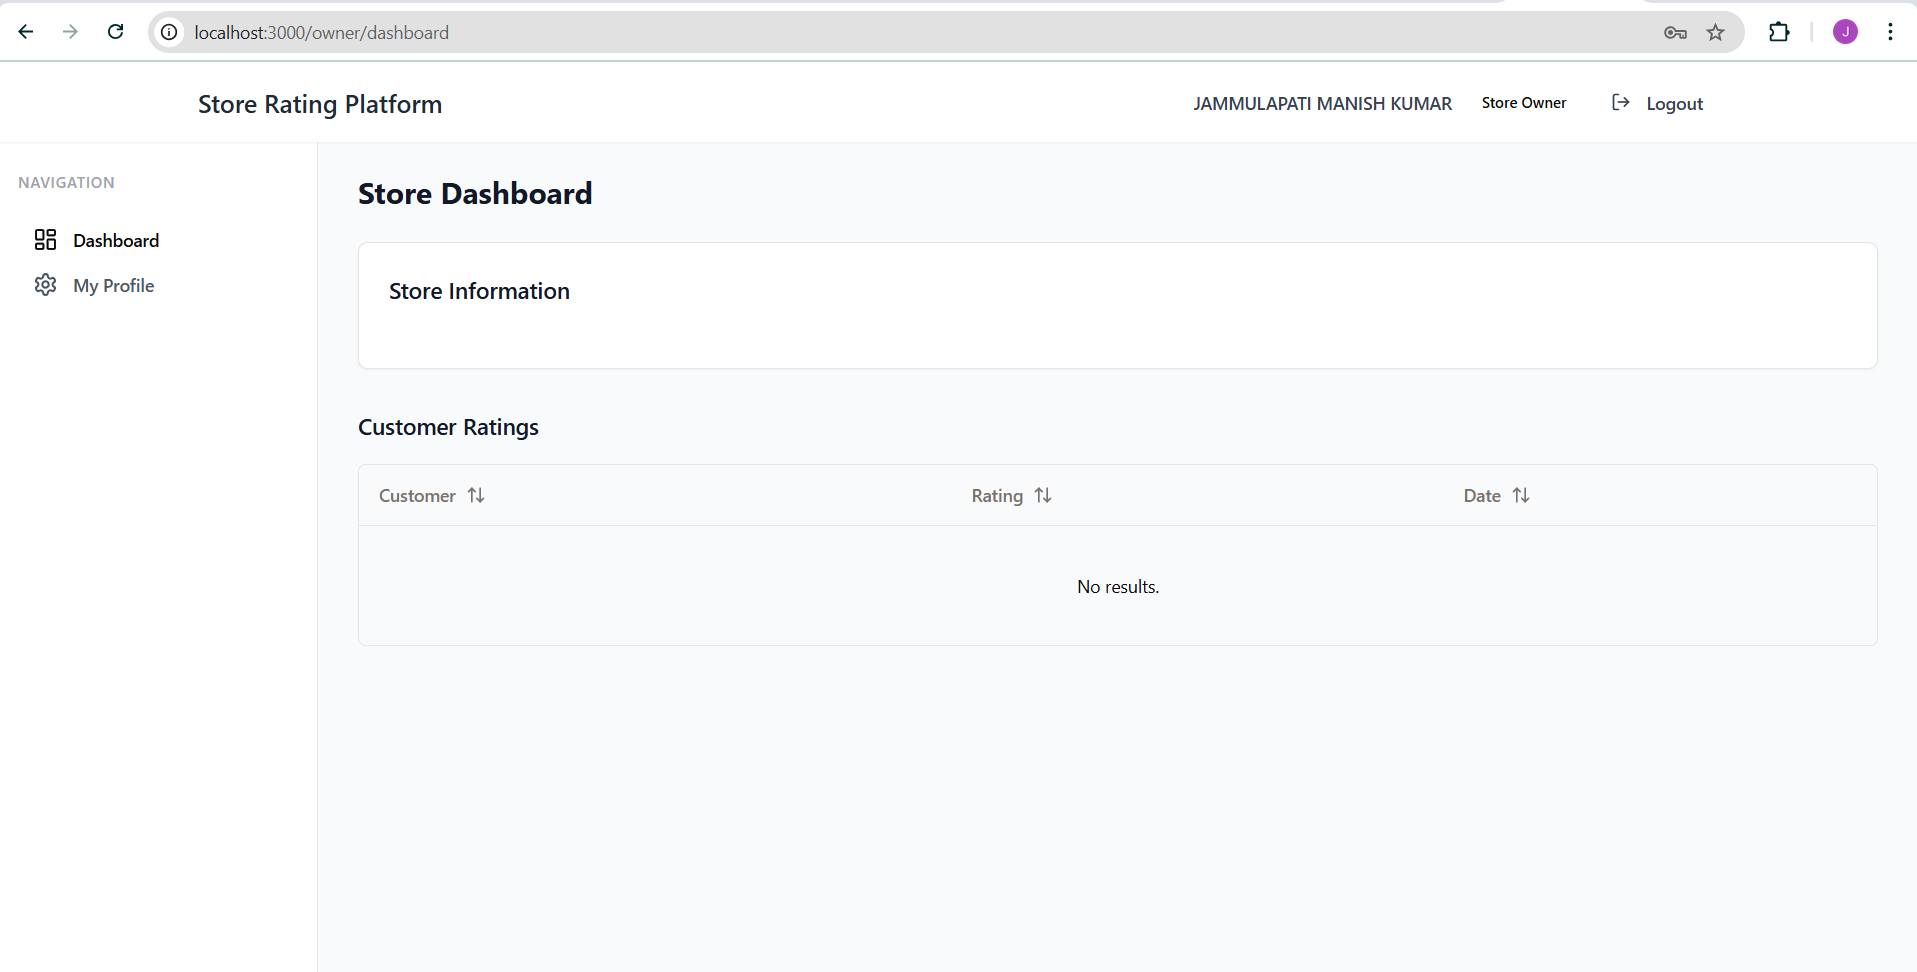 localhost:3000/owner/dashboard
J
Store Rating Platform
JAMMULAPATI MANISH KUMAR
Store Owner
Logout
NAVIGATION
Dashboard
My Profile
Store Dashboard
Store Information
Customer Ratings
Customer
Rating
Date
No results.